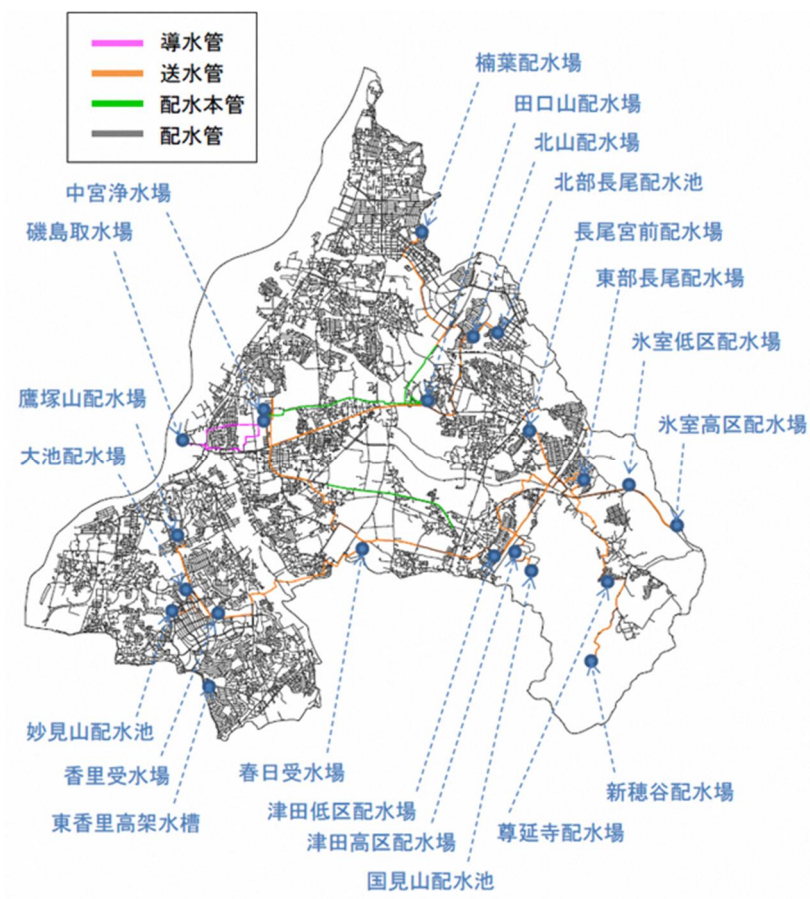 導水管
送水管
配水本管
配水管
楠葉配水場
田口山配水場
北山配水場
北部長尾配水池
長尾宮前配水場
東部長尾配水場
氷室低区配水場
氷室高区配水場
中宮浄水場
磯島取水場
鷹塚山配水場
大池配水場
妙見山配水池
香里受水場
東香里高架水槽
春日受水場
津田低区配水場
津田高区配水場
国見山配水池
尊延寺配水場
新穂谷配水場